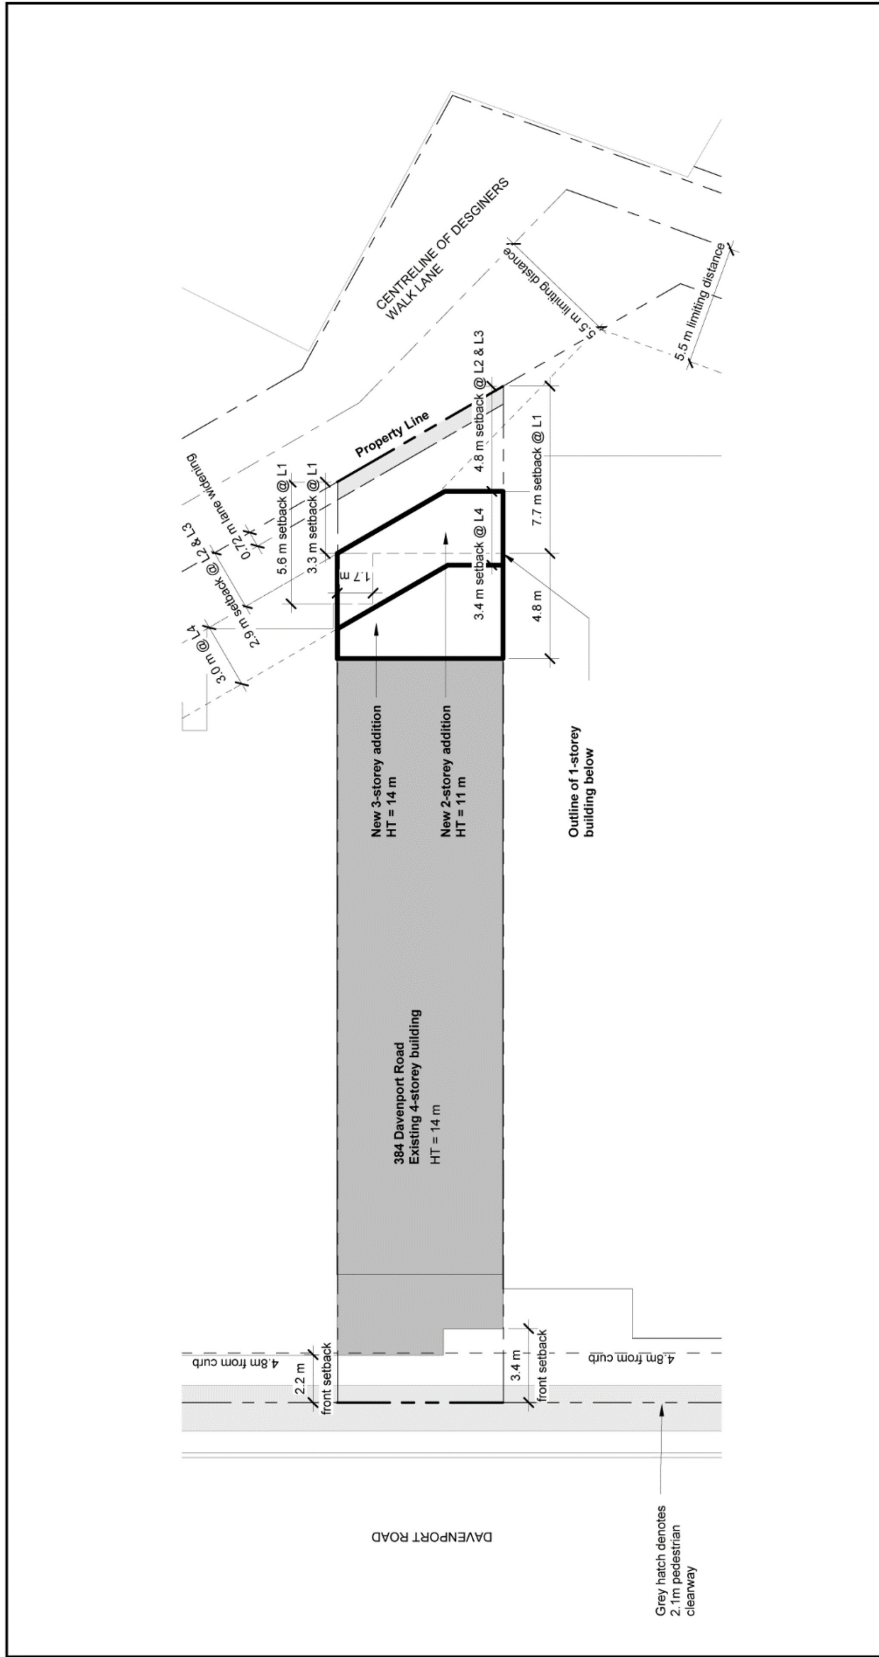 CENTRELINE OF DESGINERS
WALK LANE
5.5 m limiting distance
5.5 m limiting distance
Property Line
4.8 m setback @ L2 & L3
7.7 m setback @ L1
0.72 m lane widening
5.6 m setback @ L1
3.3 m setback @ L1
2.9 m setback @ L2 & L3
3.0 m @ L4
1.7 m
3.4 m setback @ L4
4.8 m
New 3-storey addition
HT = 14 m
New 2-storey addition
HT = 11 m
Outline of 1-storey
building below
384 Davenport Road
Existing 4-storey building
HT = 14 m
4.8m from curb
2.2 m
front setback
3.4 m
front setback
4.8m from curb
DAVENPORT ROAD
Grey hatch denotes
2.1m pedestrian
clearway